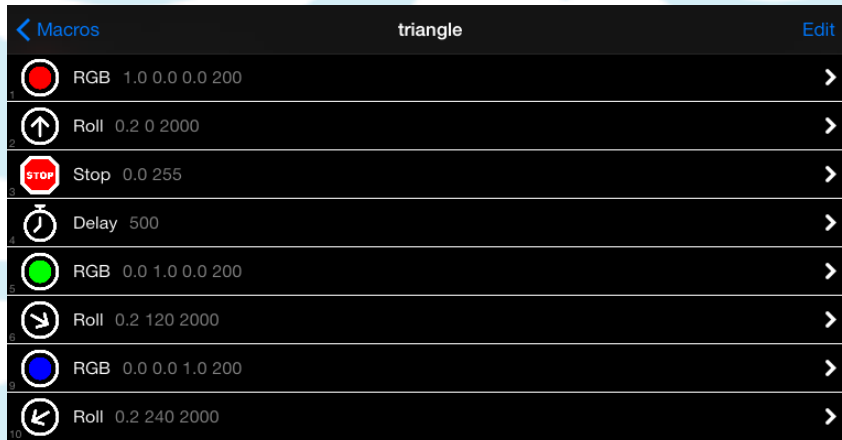 Macros triangle Edit
1 RGB 1.0 0.0 0.0 200
2 Roll 0.2 0 2000
3 STOP Stop 0.0 255
4 Delay 500
5 RGB 0.0 1.0 0.0 200
6 Roll 0.2 120 2000
9 RGB 0.0 0.0 1.0 200
10 Roll 0.2 240 2000